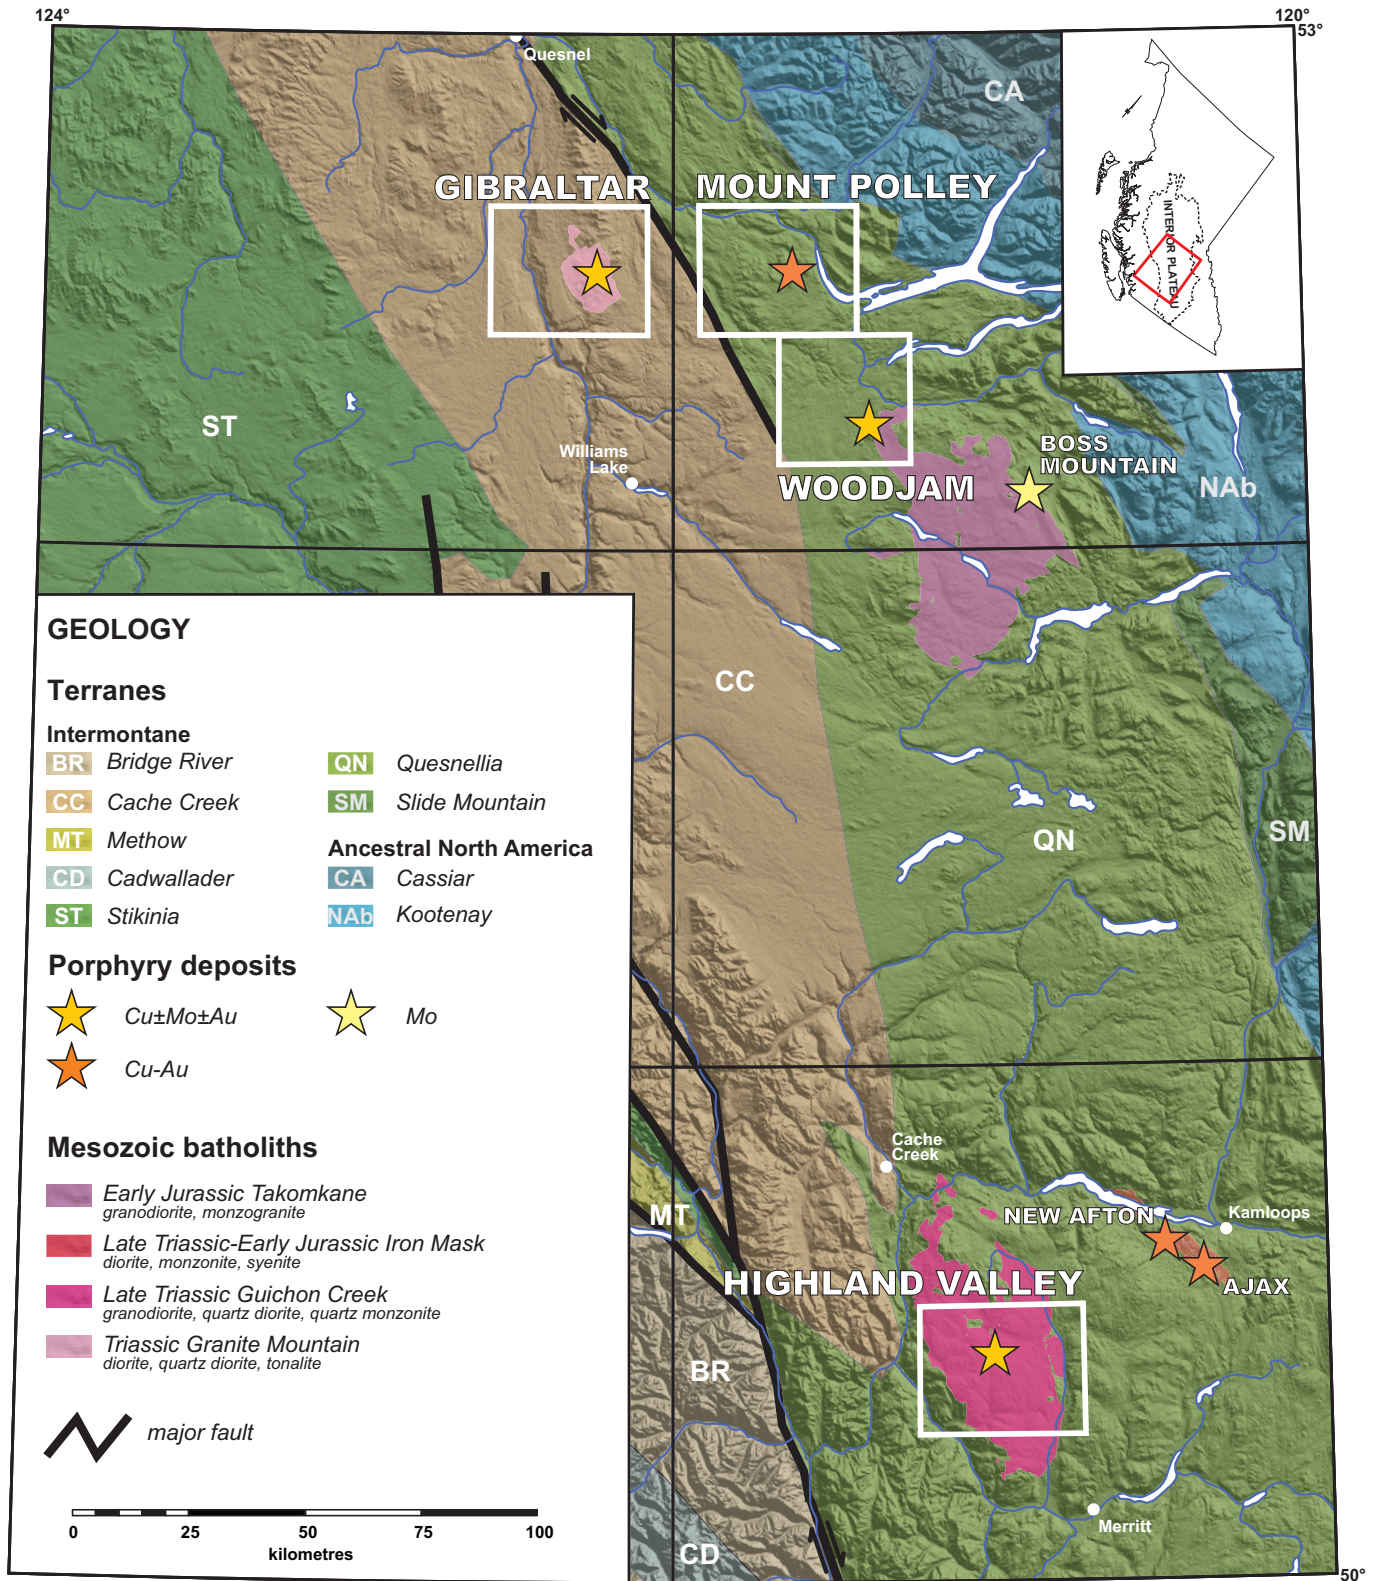 124°
120°
53°
Quesnel
CA
INTERIOR PLATEAU
GIBRALTAR
MOUNT POLLEY
ST
Williams
Lake
BOSS
MOUNTAIN
WOODJAM
NAb
CC
QN
SM
GEOLOGY
Terranes
Intermontane
BR Bridge River
CC Cache Creek
MT Methow
CD Cadwallader
ST Stikinia
QN Quesnellia
SM Slide Mountain
Ancestral North America
CA Cassiar
NAb Kootenay
Porphyry deposits
Cu±Mo±Au
Mo
Cu-Au
Mesozoic batholiths
Early Jurassic Takomkane
granodiorite, monzogranite
Late Triassic-Early Jurassic Iron Mask
diorite, monzonite, syenite
Late Triassic Guichon Creek
granodiorite, quartz diorite, quartz monzonite
Triassic Granite Mountain
diorite, quartz diorite, tonalite
major fault
0 25 50 75 100
kilometres
Cache
Creek
MT
NEW AFTON
Kamloops
AJAX
HIGHLAND VALLEY
BR
Merritt
CD
50°